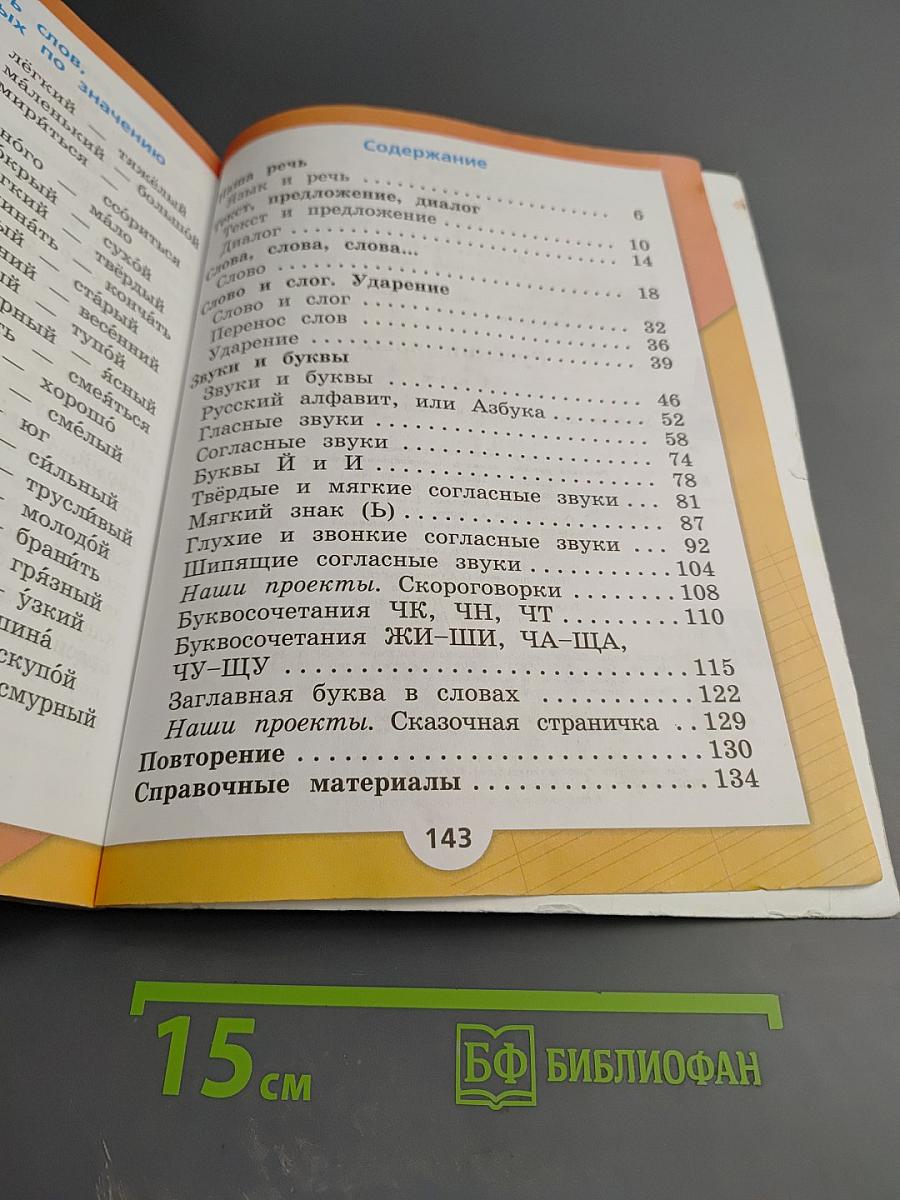 ь слов,
ых по значению
лёгкий — тяжёлый
маленький — большой
мириться — ссориться
мало
сухой
твёрдый
кончать
старый
весенний
тупой
ясный
смеяться
хорошо
смелый
юг
сильный
трусливый
молодой
бранить
грязный
узкий
скупой
Содержание
Наша речь
Язык и речь . . . . . . . . . . . . . . . . . . . . . 6
Текст, предложение, диалог
Текст и предложение . . . . . . . . . . . . . 10
Диалог . . . . . . . . . . . . . . . . . . . . . . . . . 14
Слова, слова, слова...
Слово . . . . . . . . . . . . . . . . . . . . . . . . . . 18
Слово и слог. Ударение
Слово и слог . . . . . . . . . . . . . . . . . . . . 32
Перенос слов . . . . . . . . . . . . . . . . . . . . 36
Ударение . . . . . . . . . . . . . . . . . . . . . . . 39
Звуки и буквы
Звуки и буквы . . . . . . . . . . . . . . . . . . 46
Русский алфавит, или Азбука . . . . . . . 52
Гласные звуки . . . . . . . . . . . . . . . . . . . 58
Согласные звуки . . . . . . . . . . . . . . . . . 74
Буквы Й и И . . . . . . . . . . . . . . . . . . . . 78
Твёрдые и мягкие согласные звуки . . . 81
Мягкий знак (Ь) . . . . . . . . . . . . . . . . . . 87
Глухие и звонкие согласные звуки . . . 92
Шипящие согласные звуки . . . . . . . . . . 104
Наши проекты. Скороговорки . . . . . . . . 108
Буквосочетания ЧК, ЧН, ЧТ . . . . . . . . . 110
Буквосочетания ЖИ–ШИ, ЧА–ЩА,
ЧУ–ЩУ . . . . . . . . . . . . . . . . . . . . . . . . . 115
Заглавная буква в словах . . . . . . . . . . 122
Наши проекты. Сказочная страничка . . 129
Повторение . . . . . . . . . . . . . . . . . . . . . . . . 130
Справочные материалы . . . . . . . . . . . . . . . 134
143
15 см
БФ БИБЛИОФАН